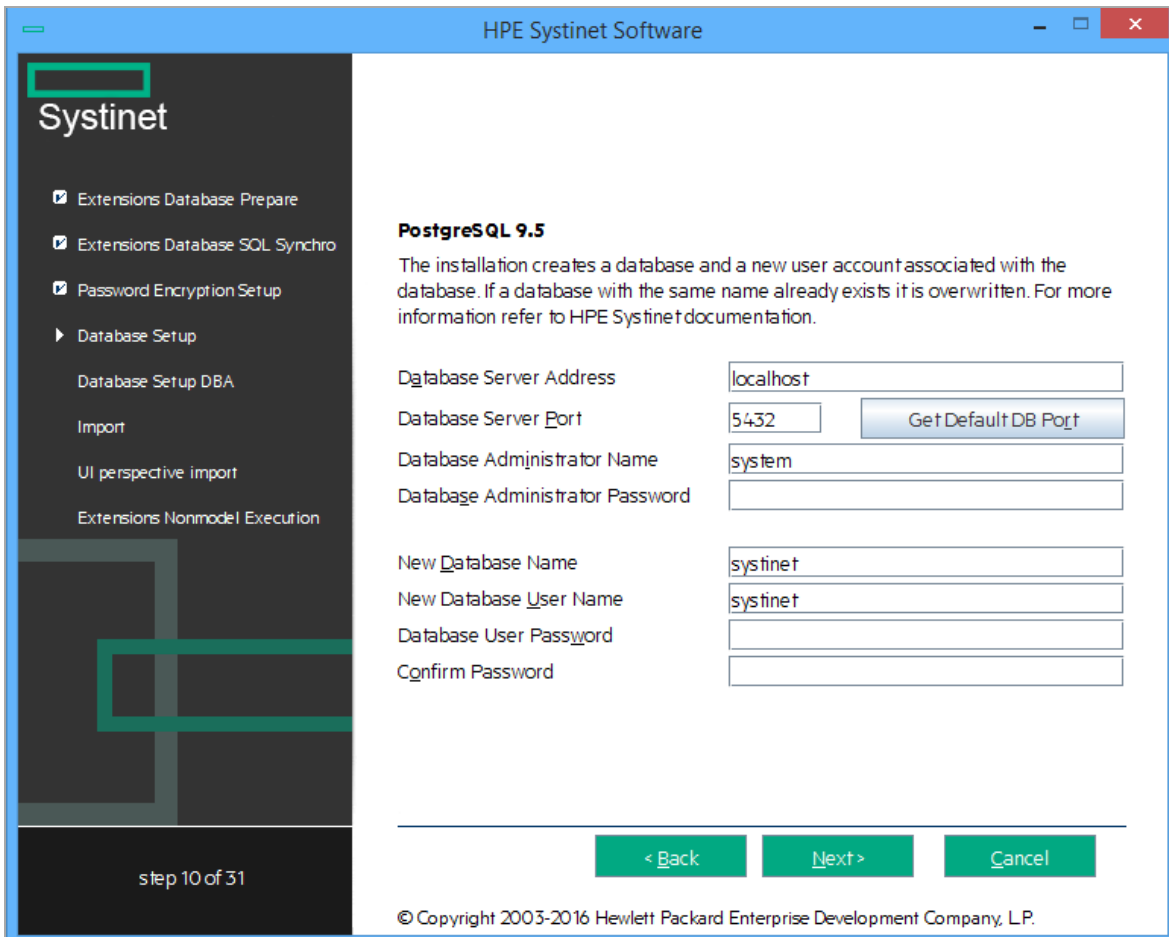 HPE Systinet Software
Systinet
Extensions Database Prepare
Extensions Database SQL Synchro
Password Encryption Setup
Database Setup
Database Setup DBA
Import
UI perspective import
Extensions Nonmodel Execution
step 10 of 31
PostgreSQL 9.5
The installation creates a database and a new user account associated with the
database. If a database with the same name already exists it is overwritten. For more
information refer to HPE Systinet documentation.
Database Server Address localhost
Database Server Port 5432 Get Default DB Port
Database Administrator Name system
Database Administrator Password
New Database Name systinet
New Database User Name systinet
Database User Password
Confirm Password
< Back Next > Cancel
© Copyright 2003-2016 Hewlett Packard Enterprise Development Company, L.P.